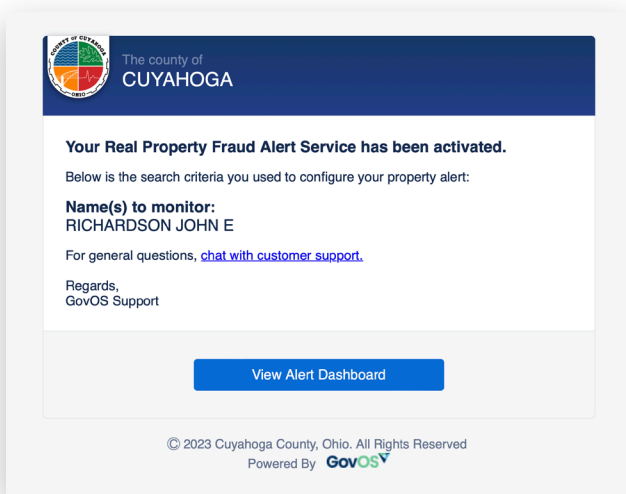 COUNTY OF CUYAHOGA
OHIO
The county of
CUYAHOGA
Your Real Property Fraud Alert Service has been activated.
Below is the search criteria you used to configure your property alert:
Name(s) to monitor:
RICHARDSON JOHN E
For general questions, chat with customer support.
Regards,
GovOS Support
View Alert Dashboard
© 2023 Cuyahoga County, Ohio. All Rights Reserved
Powered By GovOS